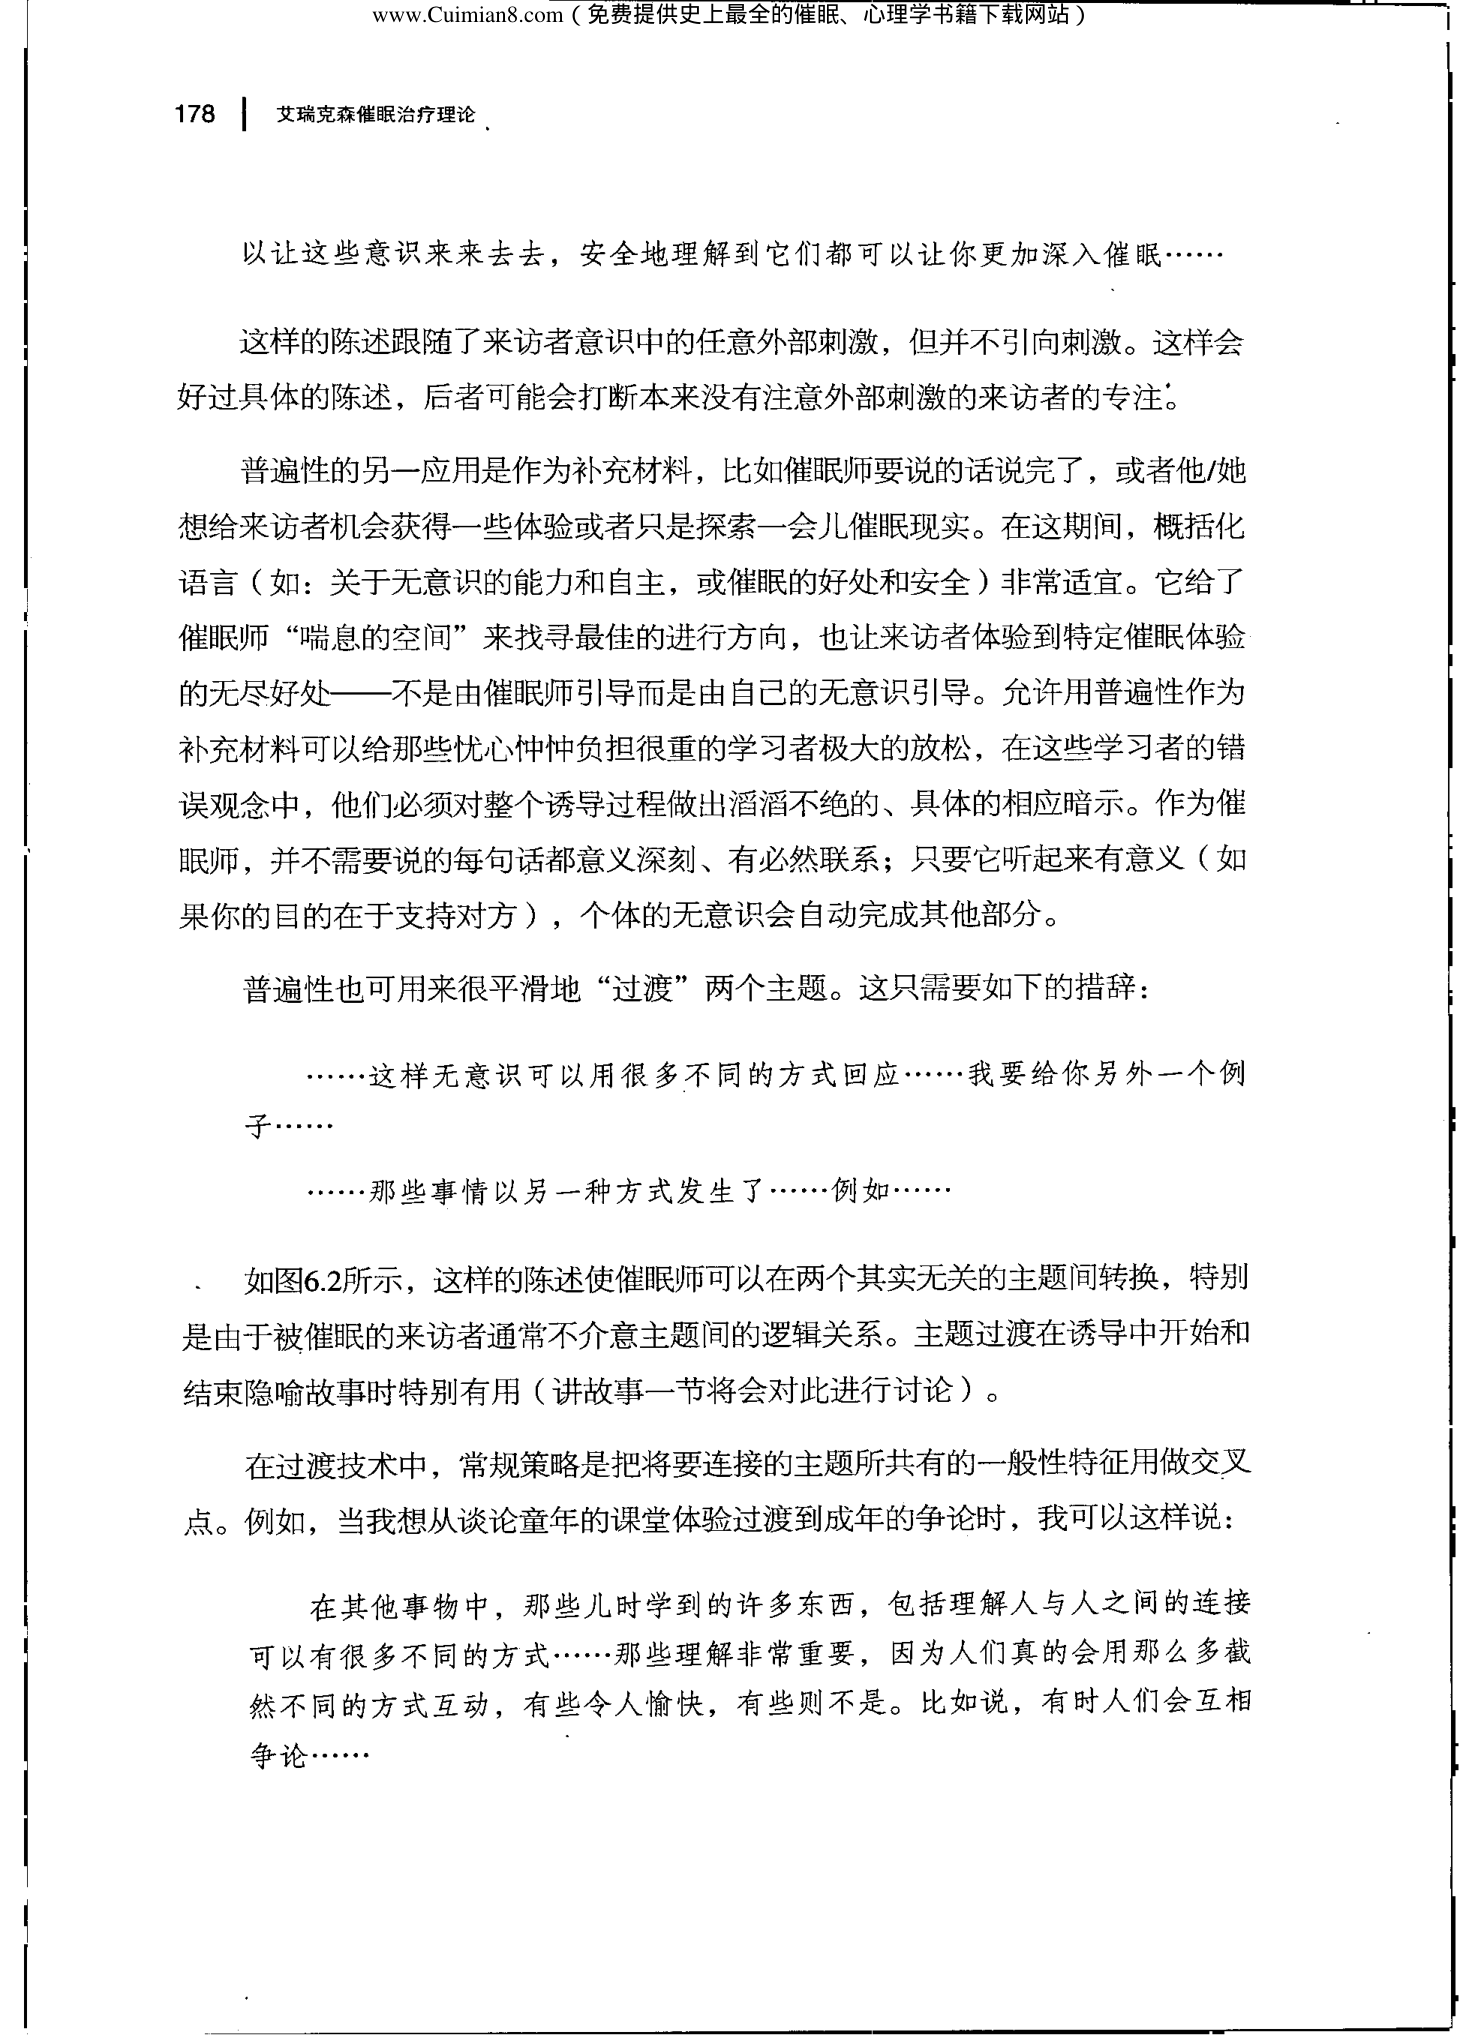 www.Cuimian8.com（免费提供史上最全的催眠、心理学书籍下载网站）
178 | 艾瑞克森催眠治疗理论
以让这些意识来来去去，安全地理解到它们都可以让你更加深入催眠……
这样的陈述跟随了来访者意识中的任意外部刺激，但并不引向刺激。这样会
好过具体的陈述，后者可能会打断本来没有注意外部刺激的来访者的专注。
普遍性的另一应用是作为补充材料，比如催眠师要说的话说完了，或者他/她
想给来访者机会获得一些体验或者只是探索一会儿催眠现实。在这期间，概括化
语言（如：关于无意识的能力和自主，或催眠的好处和安全）非常适宜。它给了
催眠师“喘息的空间”来找寻最佳的进行方向，也让来访者体验到特定催眠体验
的无尽好处——不是由催眠师引导而是由自己的无意识引导。允许用普遍性作为
补充材料可以给那些忧心忡忡负担很重的学习者极大的放松，在这些学习者的错
误观念中，他们必须对整个诱导过程做出滔滔不绝的、具体的相应暗示。作为催
眠师，并不需要说的每句话都意义深刻、有必然联系；只要它听起来有意义（如
果你的目的在于支持对方），个体的无意识会自动完成其他部分。
普遍性也可用来很平滑地“过渡”两个主题。这只需要如下的措辞：
……这样无意识可以用很多不同的方式回应……我要给你另外一个例
子……
……那些事情以另一种方式发生了……例如……
如图6.2所示，这样的陈述使催眠师可以在两个其实无关的主题间转换，特别
是由于被催眠的来访者通常不介意主题间的逻辑关系。主题过渡在诱导中开始和
结束隐喻故事时特别有用（讲故事一节将会对此进行讨论）。
在过渡技术中，常规策略是把将要连接的主题所共有的一般性特征用做交叉
点。例如，当我想从谈论童年的课堂体验过渡到成年的争论时，我可以这样说：
在其他事物中，那些儿时学到的许多东西，包括理解人与人之间的连接
可以有很多不同的方式……那些理解非常重要，因为人们真的会用那么多截
然不同的方式互动，有些令人愉快，有些则不是。比如说，有时人们会互相
争论……